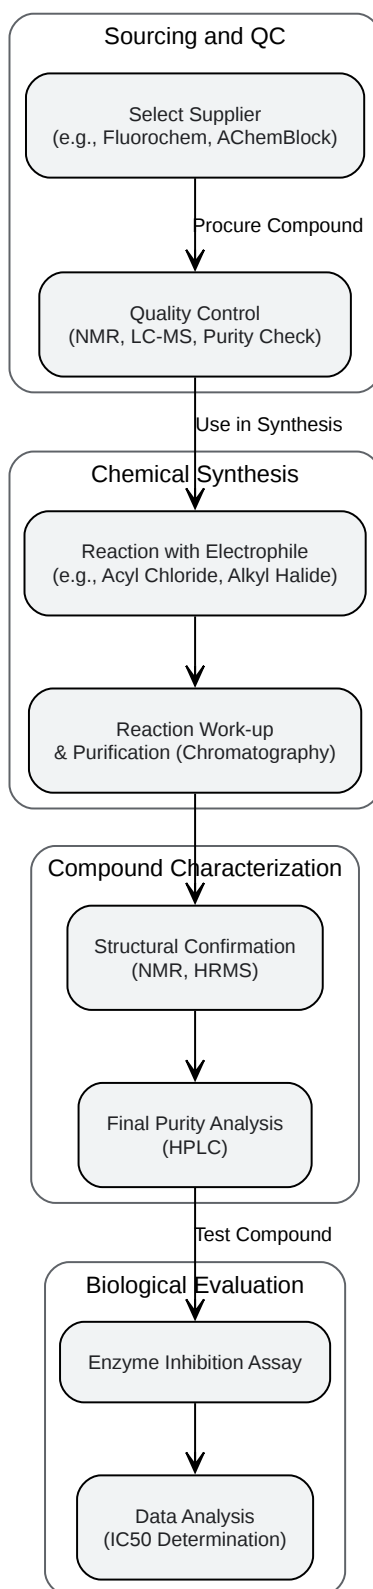 Sourcing and QC
Select Supplier
(e.g., Fluorochem, AChemBlock)
Procure Compound
Quality Control
(NMR, LC-MS, Purity Check)
Use in Synthesis
Chemical Synthesis
Reaction with Electrophile
(e.g., Acyl Chloride, Alkyl Halide)
Reaction Work-up
& Purification (Chromatography)
Compound Characterization
Structural Confirmation
(NMR, HRMS)
Final Purity Analysis
(HPLC)
Test Compound
Biological Evaluation
Enzyme Inhibition Assay
Data Analysis
(IC50 Determination)